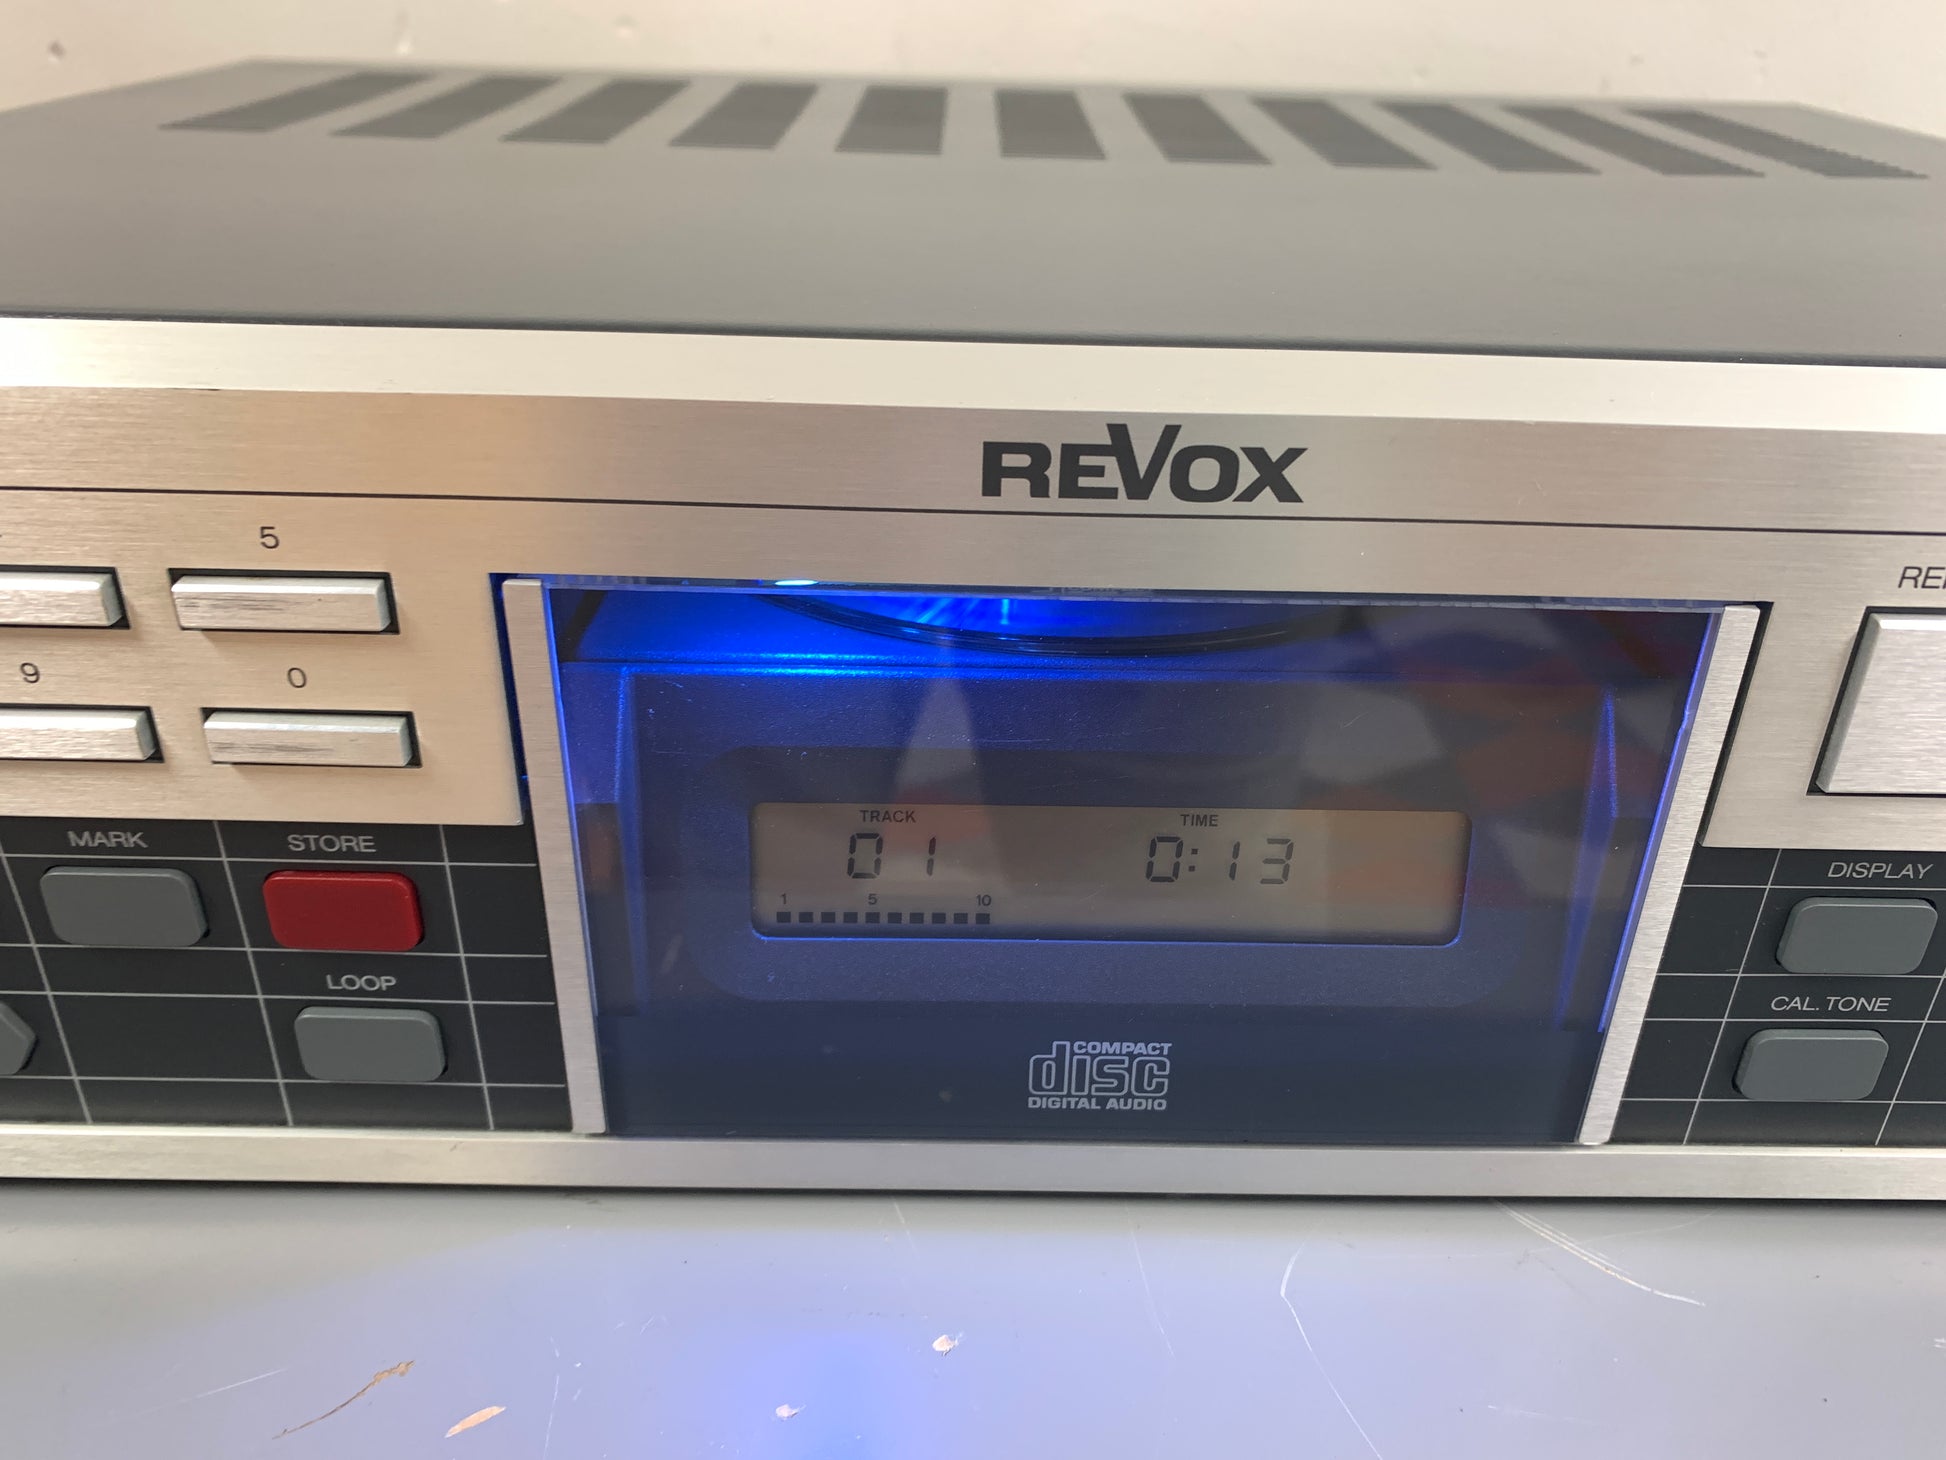 REVOX
5
9
0
MARK
STORE
LOOP
TRACK
TIME
01
0:13
1 5 10
COMPACT
disc
DIGITAL AUDIO
DISPLAY
CAL. TONE